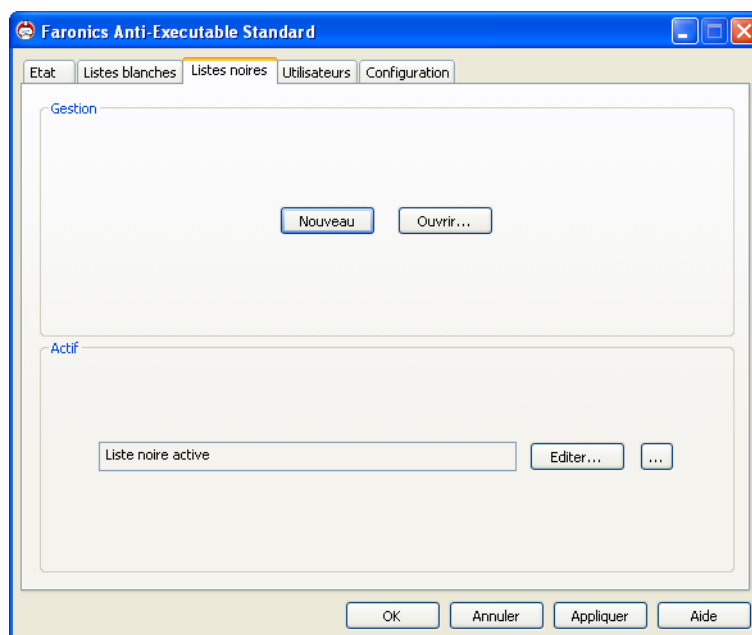 Faronics Anti-Executable Standard
Etat Listes blanches Listes noires Utilisateurs Configuration
Gestion
Nouveau Ouvrir...
Actif
Liste noire active Editer... ...
OK Annuler Appliquer Aide